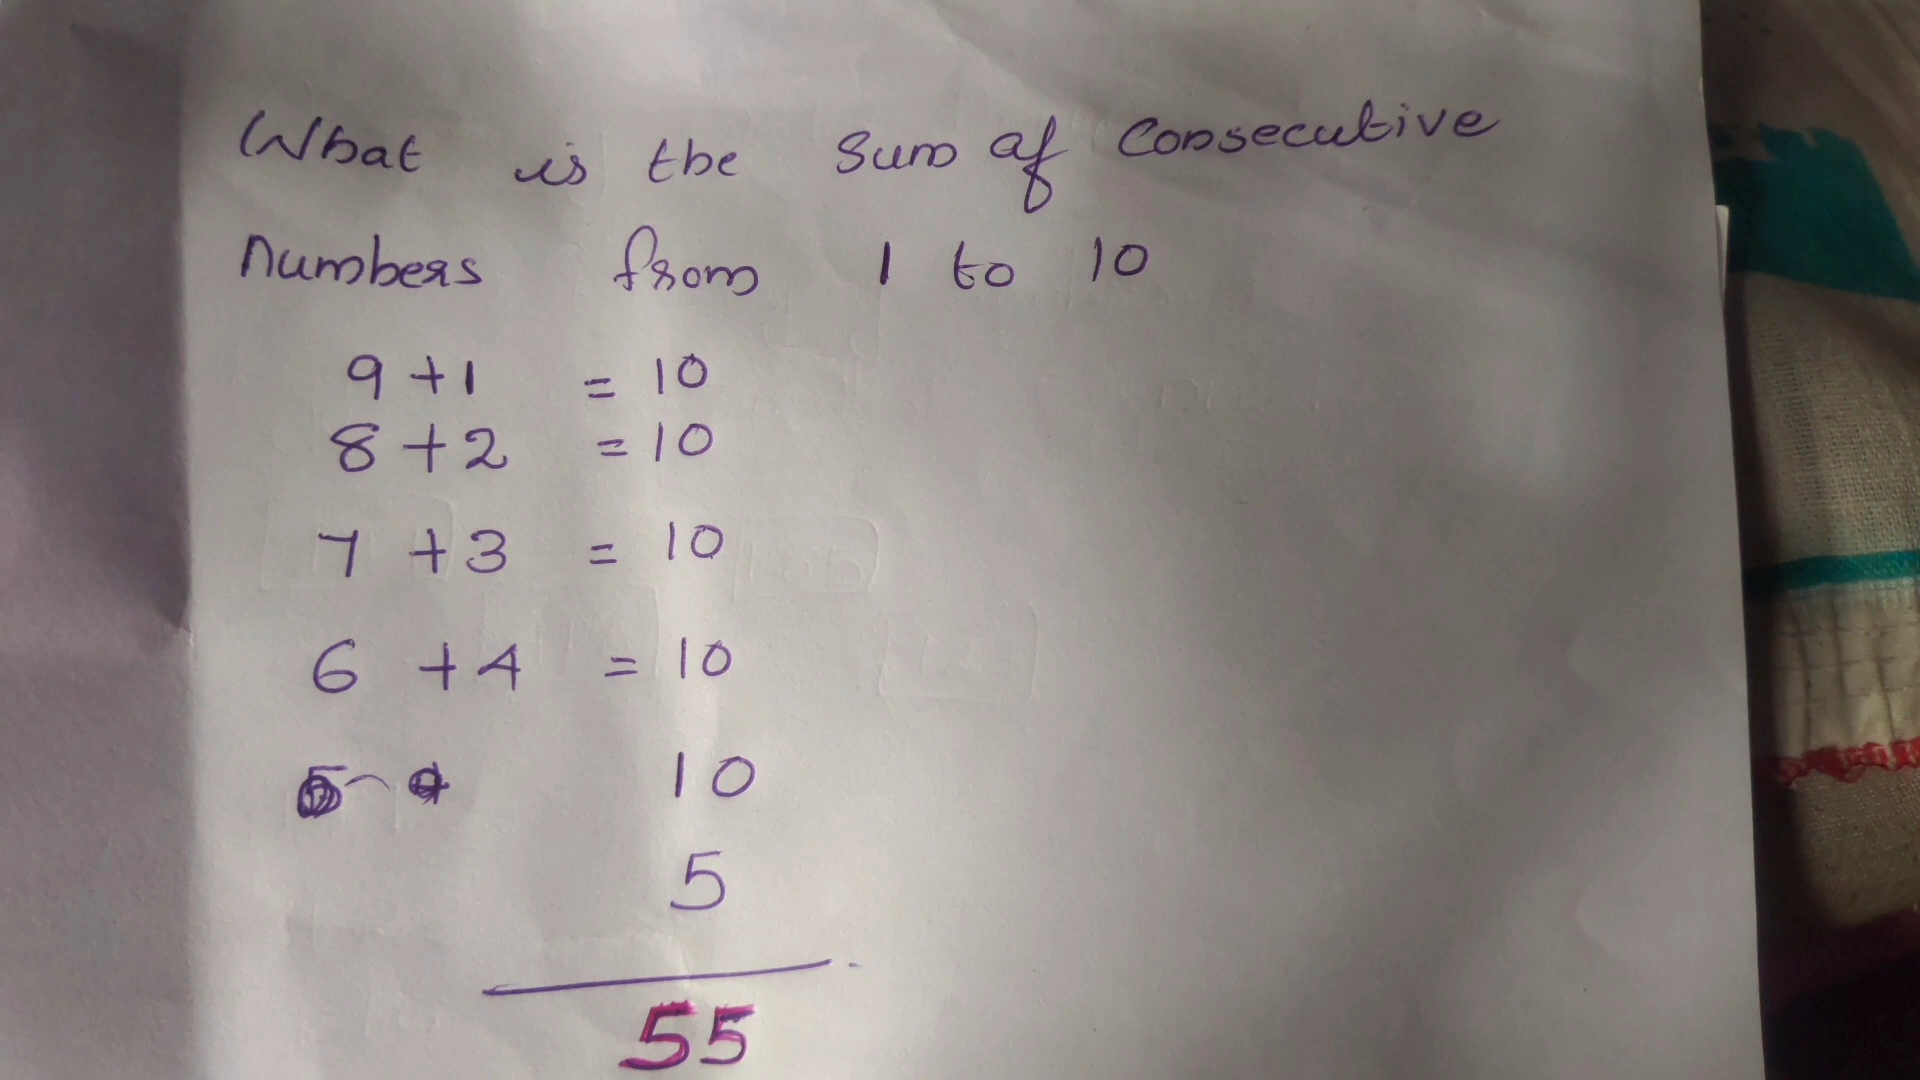 What is the Sum of Consecutive
numbers from 1 to 10
9 + 1 = 10
8 + 2 = 10
7 + 3 = 10
6 + 4 = 10
10
5
55